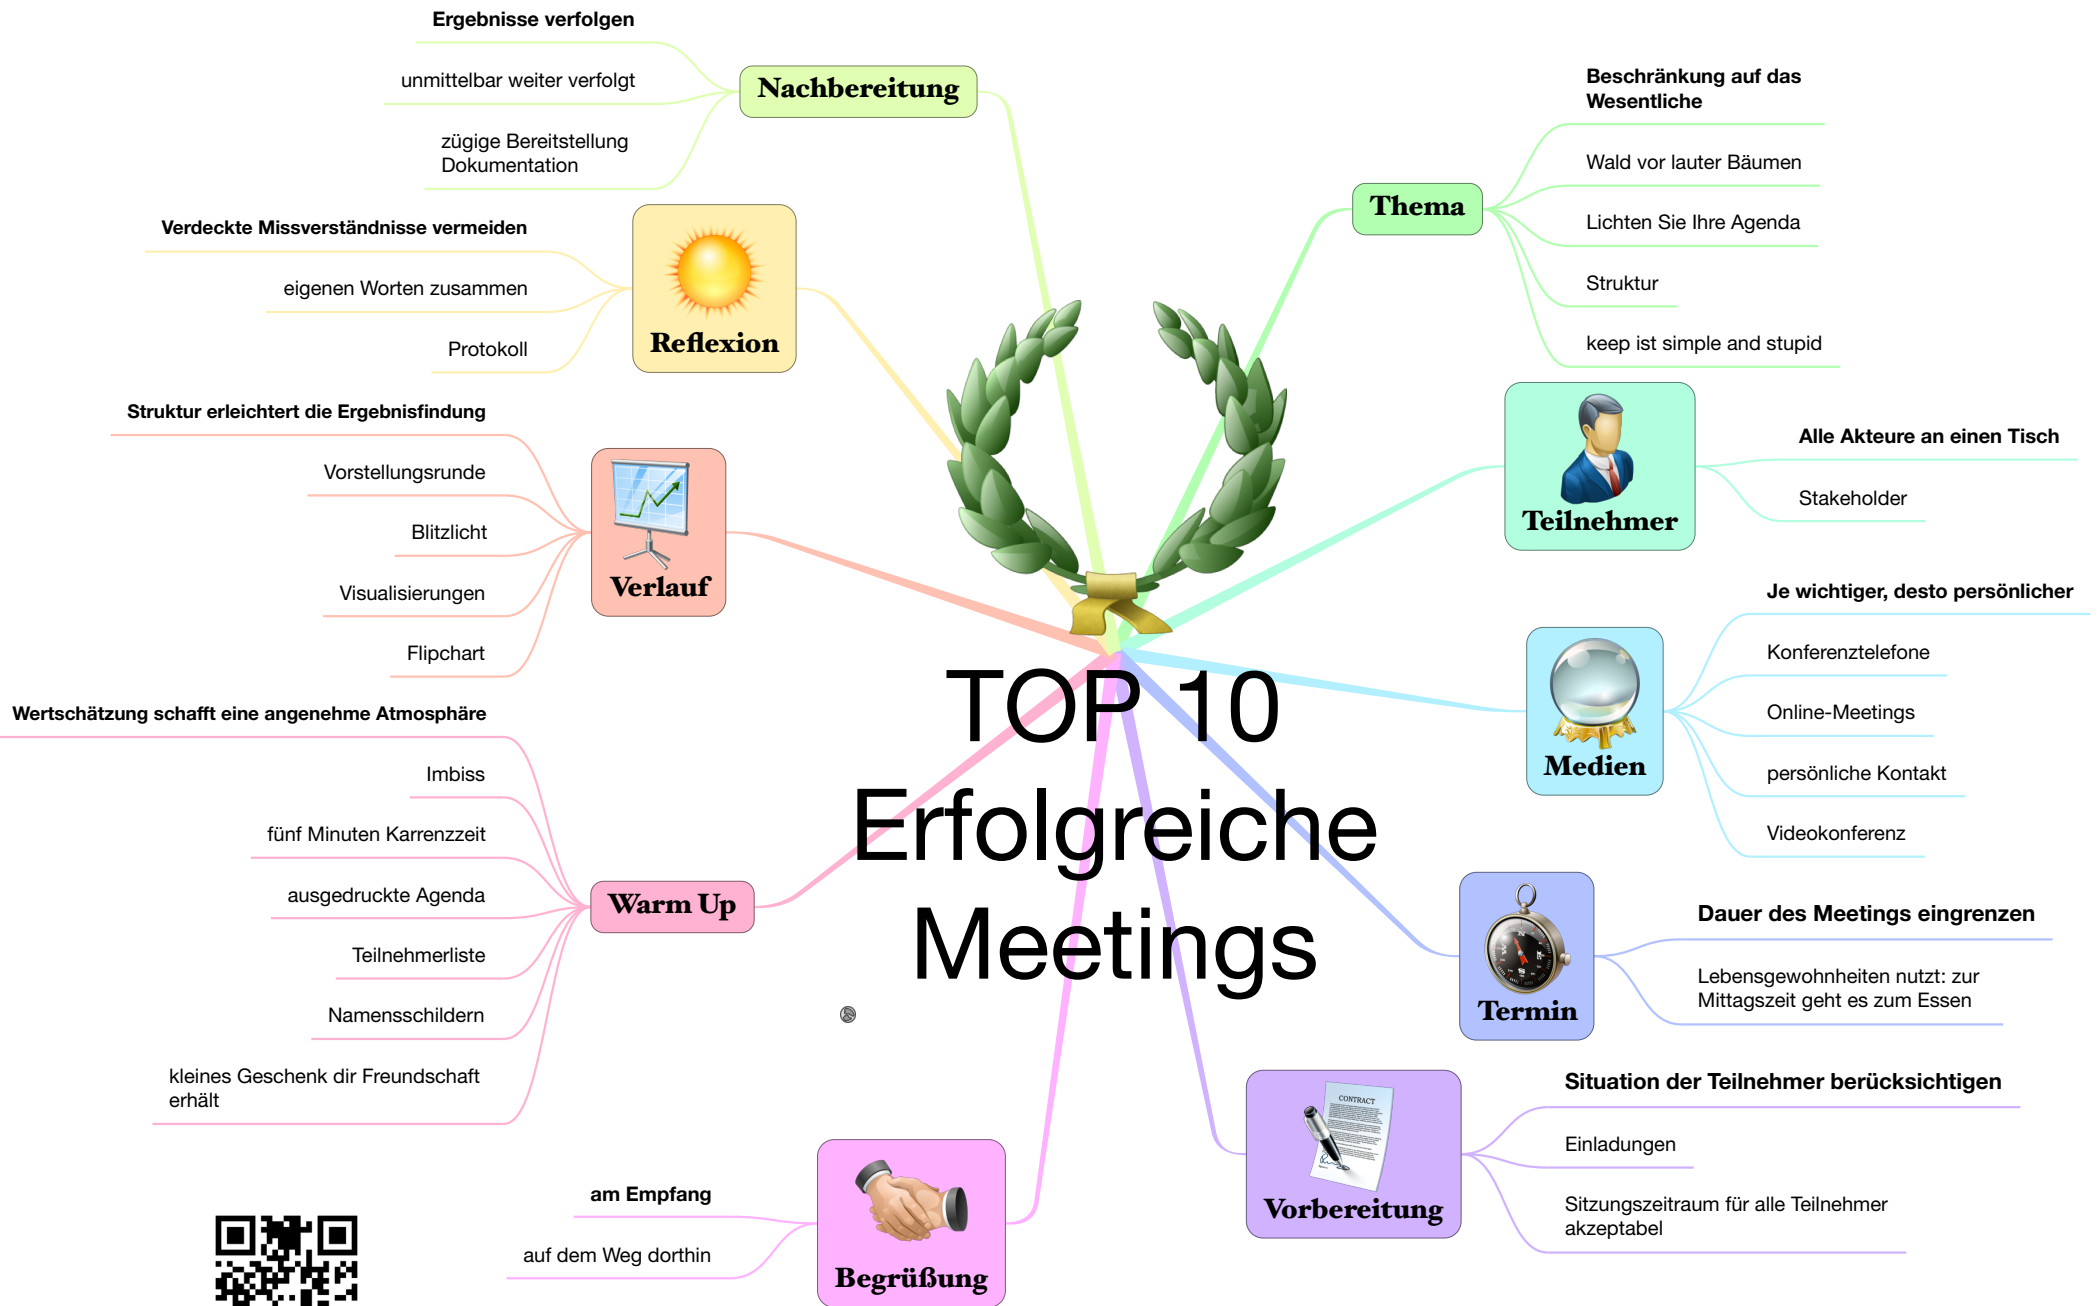 TOP 10
Erfolgreiche
Meetings
Thema
Beschränkung auf das
Wesentliche
Wald vor lauter Bäumen
Lichten Sie Ihre Agenda
Struktur
keep ist simple and stupid
Teilnehmer
Alle Akteure an einen Tisch
Stakeholder
Medien
Je wichtiger, desto persönlicher
Konferenztelefone
Online-Meetings
persönliche Kontakt
Videokonferenz
Termin
Dauer des Meetings eingrenzen
Lebensgewohnheiten nutzt: zur
Mittagszeit geht es zum Essen
Vorbereitung
CONTRACT
Situation der Teilnehmer berücksichtigen
Einladungen
Sitzungszeitraum für alle Teilnehmer
akzeptabel
Begrüßung
am Empfang
auf dem Weg dorthin
Warm Up
Wertschätzung schafft eine angenehme Atmosphäre
Imbiss
fünf Minuten Karrenzzeit
ausgedruckte Agenda
Teilnehmerliste
Namensschildern
kleines Geschenk dir Freundschaft
erhält
Verlauf
Struktur erleichtert die Ergebnisfindung
Vorstellungsrunde
Blitzlicht
Visualisierungen
Flipchart
Reflexion
Verdeckte Missverständnisse vermeiden
eigenen Worten zusammen
Protokoll
Nachbereitung
Ergebnisse verfolgen
unmittelbar weiter verfolgt
zügige Bereitstellung
Dokumentation